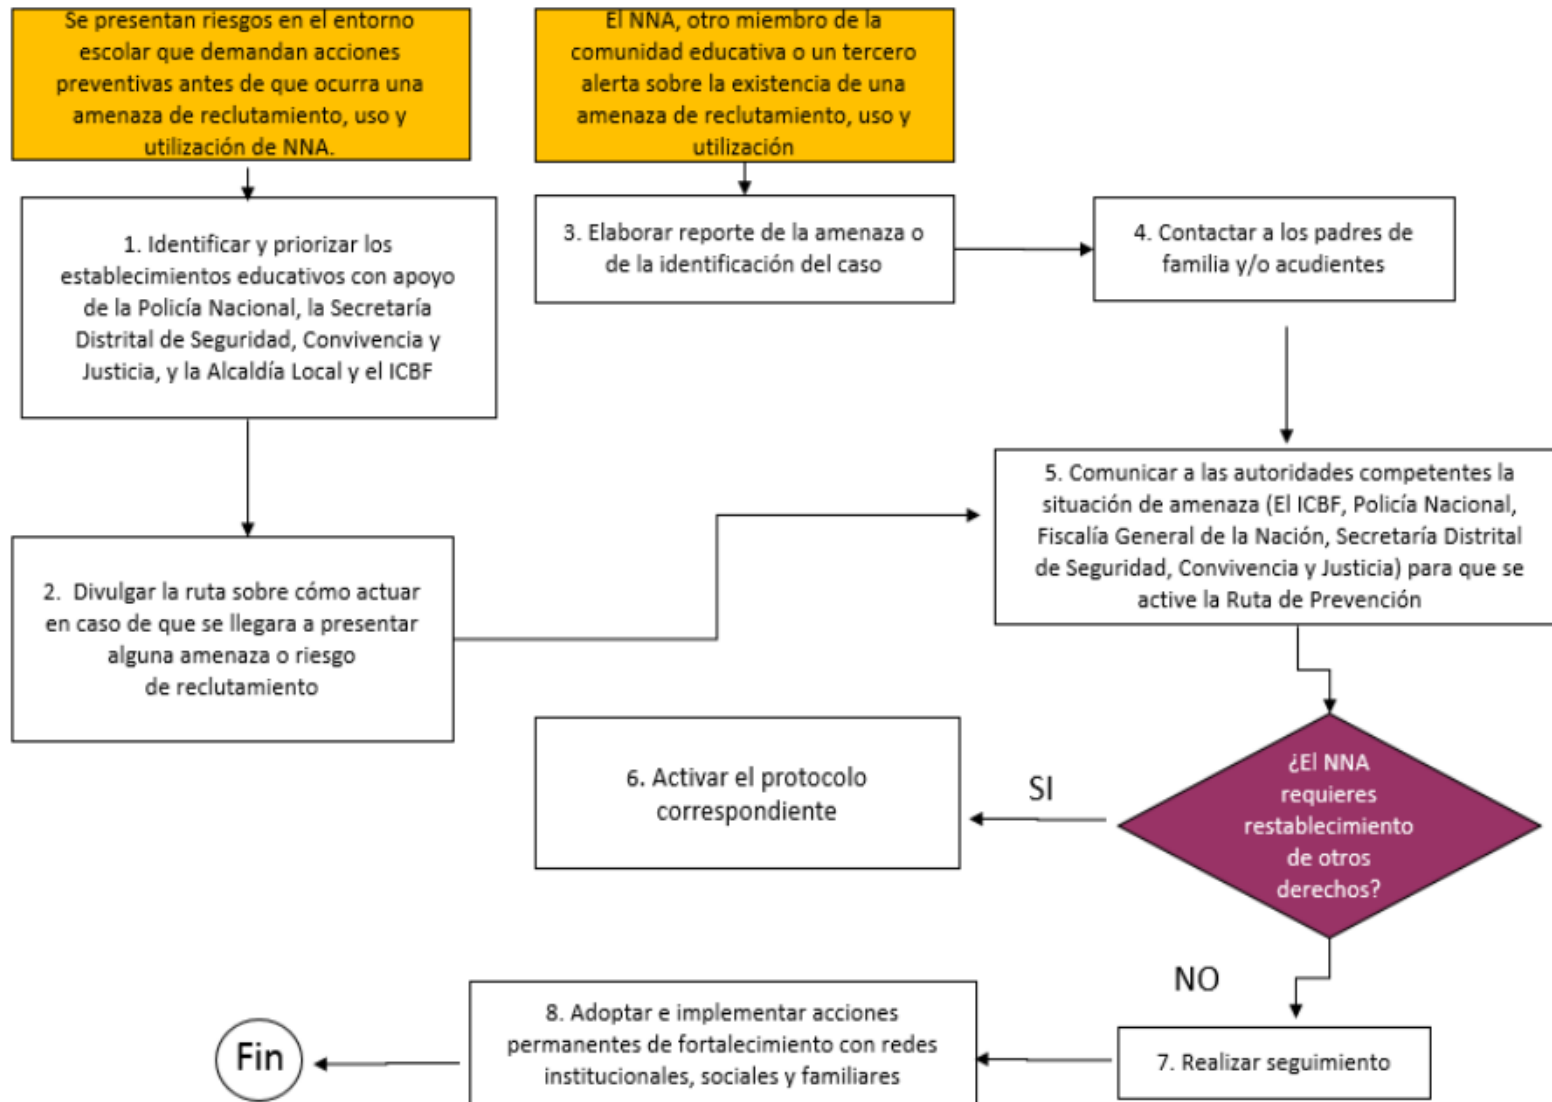 Se presentan riesgos en el entorno
escolar que demandan acciones
preventivas antes de que ocurra una
amenaza de reclutamiento, uso y
utilización de NNA.
El NNA, otro miembro de la
comunidad educativa o un tercero
alerta sobre la existencia de una
amenaza de reclutamiento, uso y
utilización
1. Identificar y priorizar los
establecimientos educativos con apoyo
de la Policía Nacional, la Secretaría
Distrital de Seguridad, Convivencia y
Justicia, y la Alcaldía Local y el ICBF
3. Elaborar reporte de la amenaza o
de la identificación del caso
4. Contactar a los padres de
familia y/o acudientes
2. Divulgar la ruta sobre cómo actuar
en caso de que se llegara a presentar
alguna amenaza o riesgo
de reclutamiento
5. Comunicar a las autoridades competentes la
situación de amenaza (El ICBF, Policía Nacional,
Fiscalía General de la Nación, Secretaría Distrital
de Seguridad, Convivencia y Justicia) para que se
active la Ruta de Prevención
6. Activar el protocolo
correspondiente
SI
¿El NNA
requieres
restablecimiento
de otros
derechos?
NO
7. Realizar seguimiento
8. Adoptar e implementar acciones
permanentes de fortalecimiento con redes
institucionales, sociales y familiares
Fin